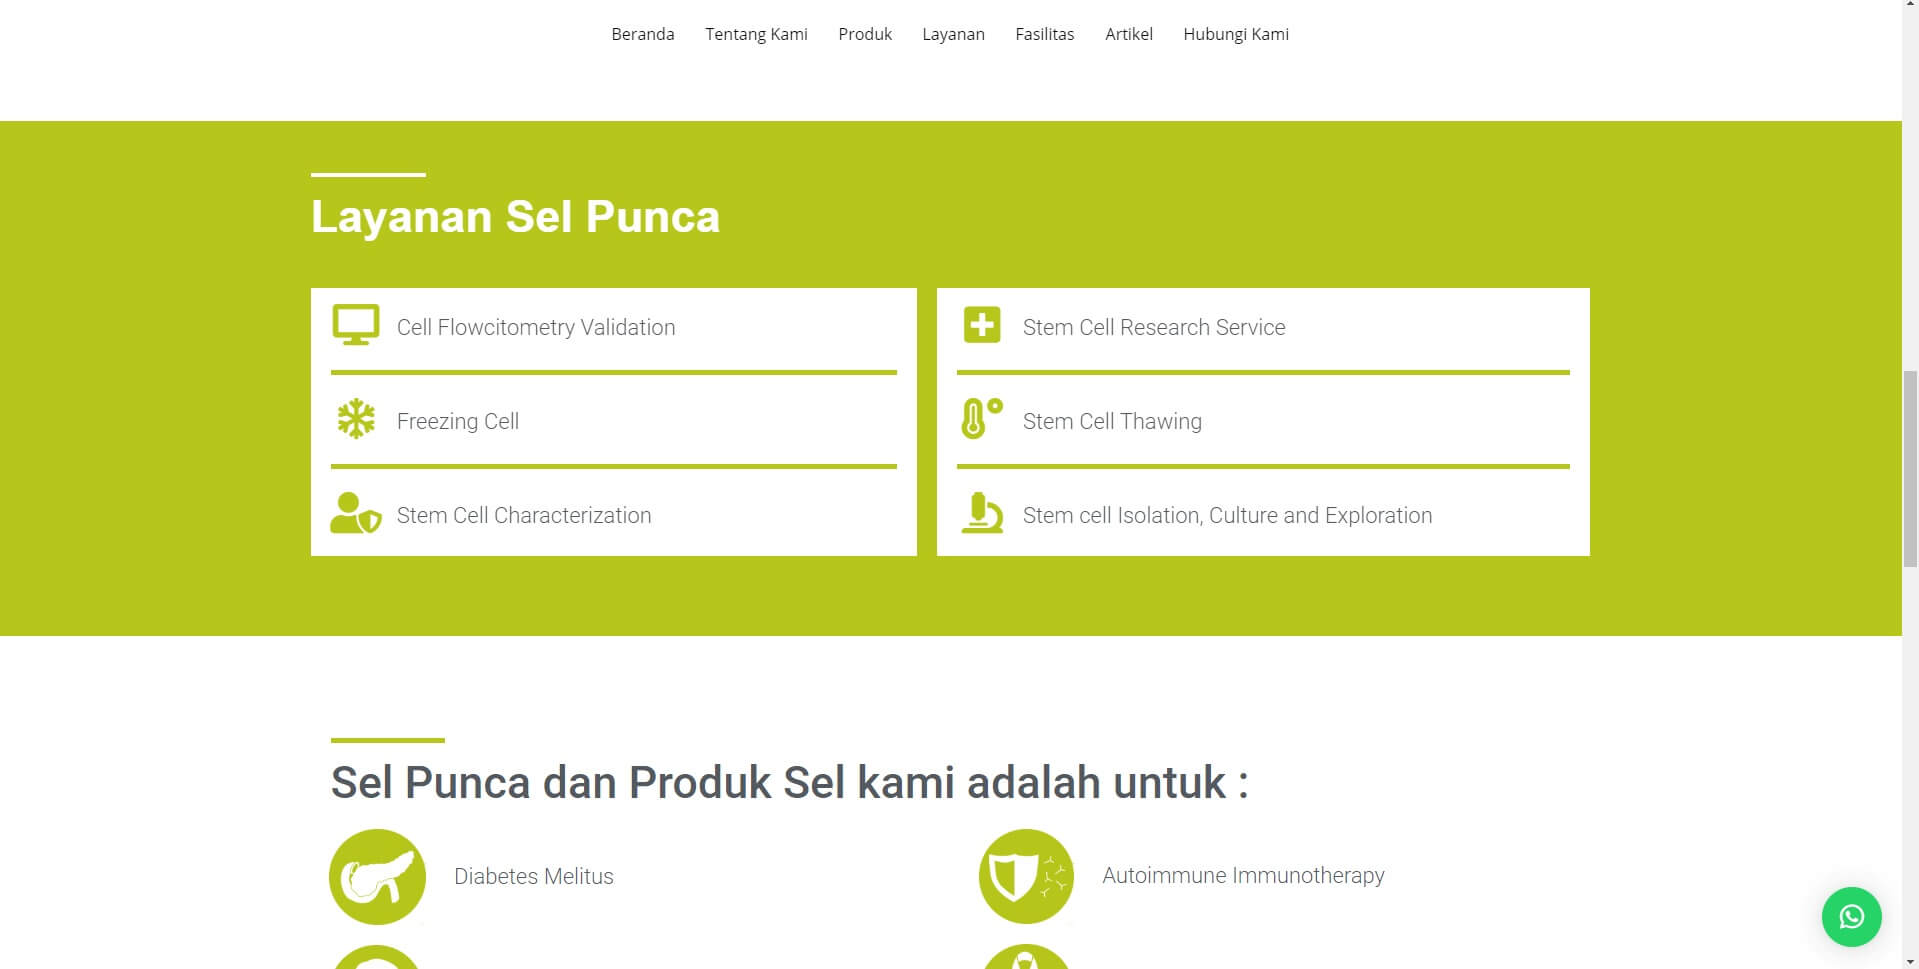 Beranda Tentang Kami Produk Layanan Fasilitas Artikel Hubungi Kami
Layanan Sel Punca
Cell Flowcitometry Validation
Freezing Cell
Stem Cell Characterization
Stem Cell Research Service
Stem Cell Thawing
Stem cell Isolation, Culture and Exploration
Sel Punca dan Produk Sel kami adalah untuk :
Diabetes Melitus
Autoimmune Immunotherapy